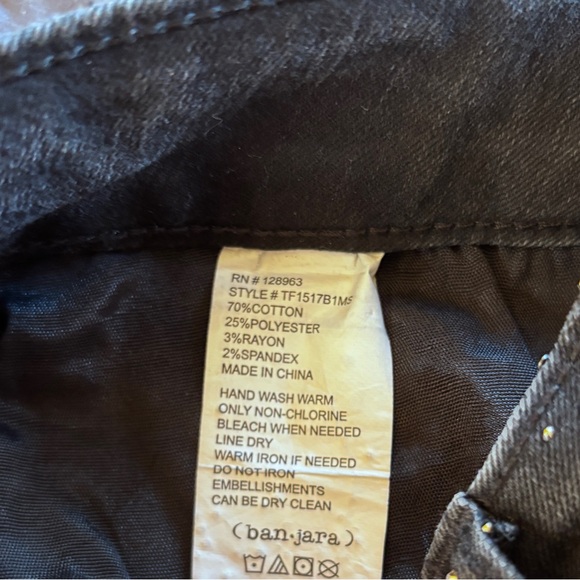 RN # 128963
STYLE # TF1517B1MS
70%COTTON
25%POLYESTER
3%RAYON
2%SPANDEX
MADE IN CHINA
HAND WASH WARM
ONLY NON-CHLORINE
BLEACH WHEN NEEDED
LINE DRY
WARM IRON IF NEEDED
DO NOT IRON
EMBELLISHMENTS
CAN BE DRY CLEAN
(ban·jara)